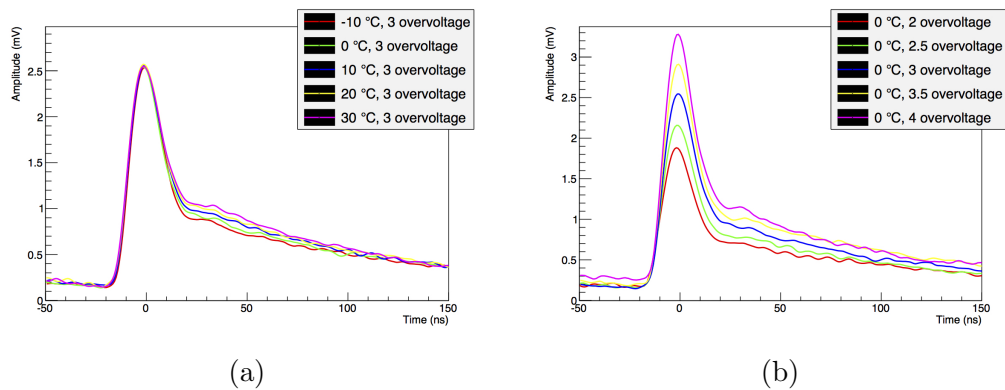 Amplitude (mV)
2.5
2
1.5
1
0.5
0
-50
0
50
100
150
Time (ns)
-10 °C, 3 overvoltage
0 °C, 3 overvoltage
10 °C, 3 overvoltage
20 °C, 3 overvoltage
30 °C, 3 overvoltage
(a)
Amplitude (mV)
3.5
3
2.5
2
1.5
1
0.5
0
-50
0
50
100
150
Time (ns)
0 °C, 2 overvoltage
0 °C, 2.5 overvoltage
0 °C, 3 overvoltage
0 °C, 3.5 overvoltage
0 °C, 4 overvoltage
(b)